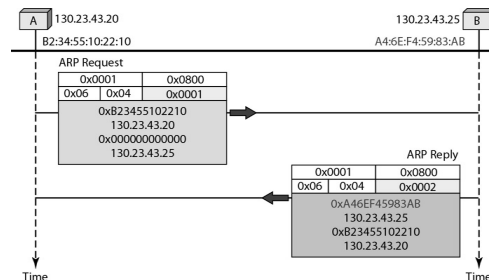 A 130.23.43.20
130.23.43.25 B
B2:34:55:10:22:10
A4:6E:F4:59:83:AB
ARP Request
0x0001 0x0800
0x06 0x04 0x0001
0xB23455102210
130.23.43.20
0x000000000000
130.23.43.25
ARP Reply
0x0001 0x0800
0x06 0x04 0x0002
0xA46EF45983AB
130.23.43.25
0xB23455102210
130.23.43.20
Time
Time